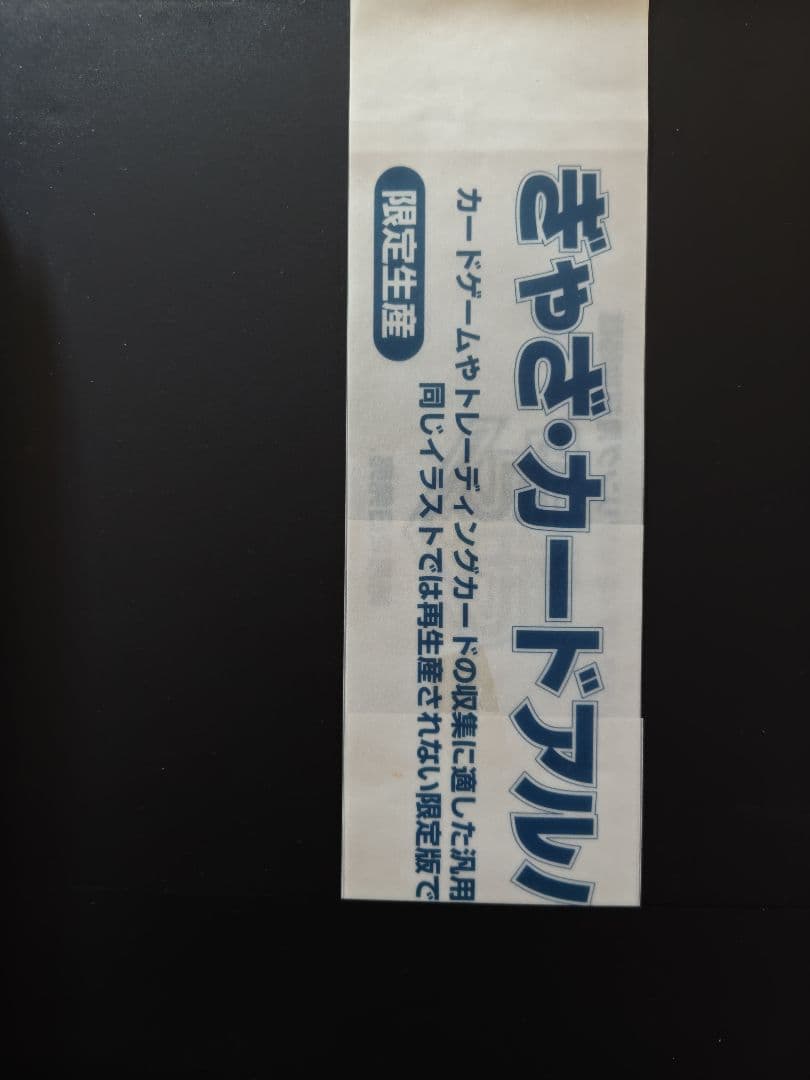 ぎゃざ・カードアル
カードゲームやトレーディングカードの収集に適した汎用
限定生産
同じイラストでは再生産されない限定版で